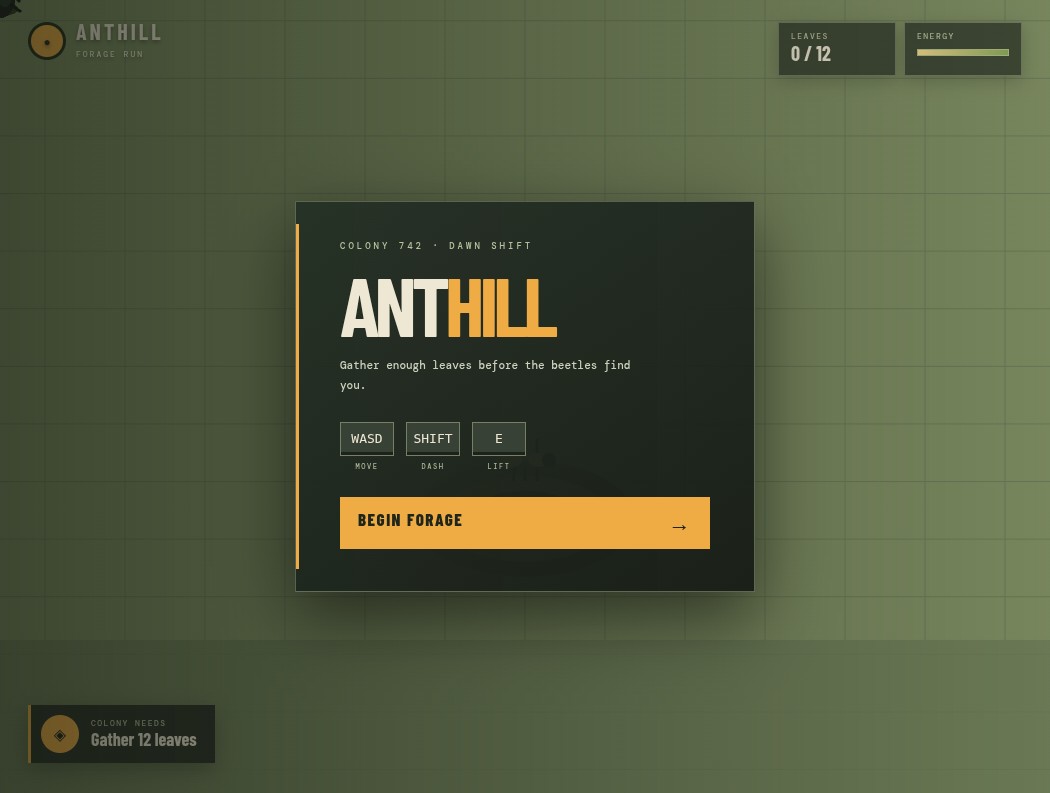 ANTHILL
FORAGE RUN
LEAVES
0 / 12
ENERGY
COLONY 742 · DAWN SHIFT
ANTHILL
Gather enough leaves before the beetles find
you.
WASD SHIFT E
MOVE DASH LIFT
BEGIN FORAGE →
COLONY NEEDS
Gather 12 leaves